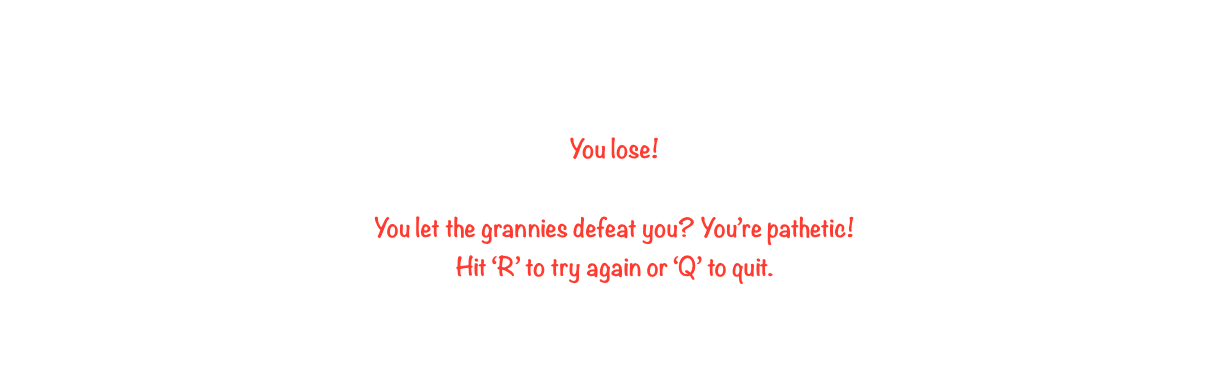 You lose!
You let the grannies defeat you? You’re pathetic!
Hit ‘R’ to try again or ‘Q’ to quit.